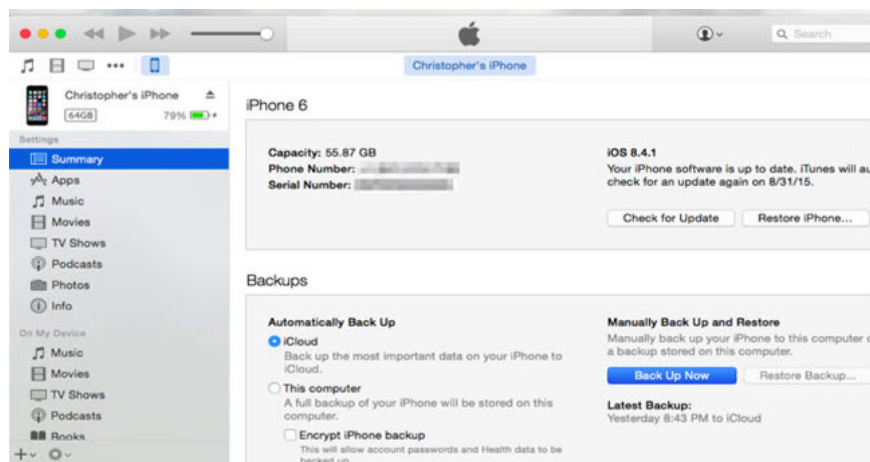 Search
Christopher's iPhone
Christopher's iPhone
64GB 79%
Settings
Summary
Apps
Music
Movies
TV Shows
Podcasts
Photos
Info
On My Device
Music
Movies
TV Shows
Podcasts
Books
iPhone 6
Capacity: 55.87 GB
Phone Number:
Serial Number:
iOS 8.4.1
Your iPhone software is up to date. iTunes will au
check for an update again on 8/31/15.
Check for Update Restore iPhone...
Backups
Automatically Back Up
iCloud
Back up the most important data on your iPhone to
iCloud.
This computer
A full backup of your iPhone will be stored on this
computer.
Encrypt iPhone backup
This will allow account passwords and Health data to be
backed up
Manually Back Up and Restore
Manually back up your iPhone to this computer
a backup stored on this computer.
Back Up Now Restore Backup...
Latest Backup:
Yesterday 8:43 PM to iCloud